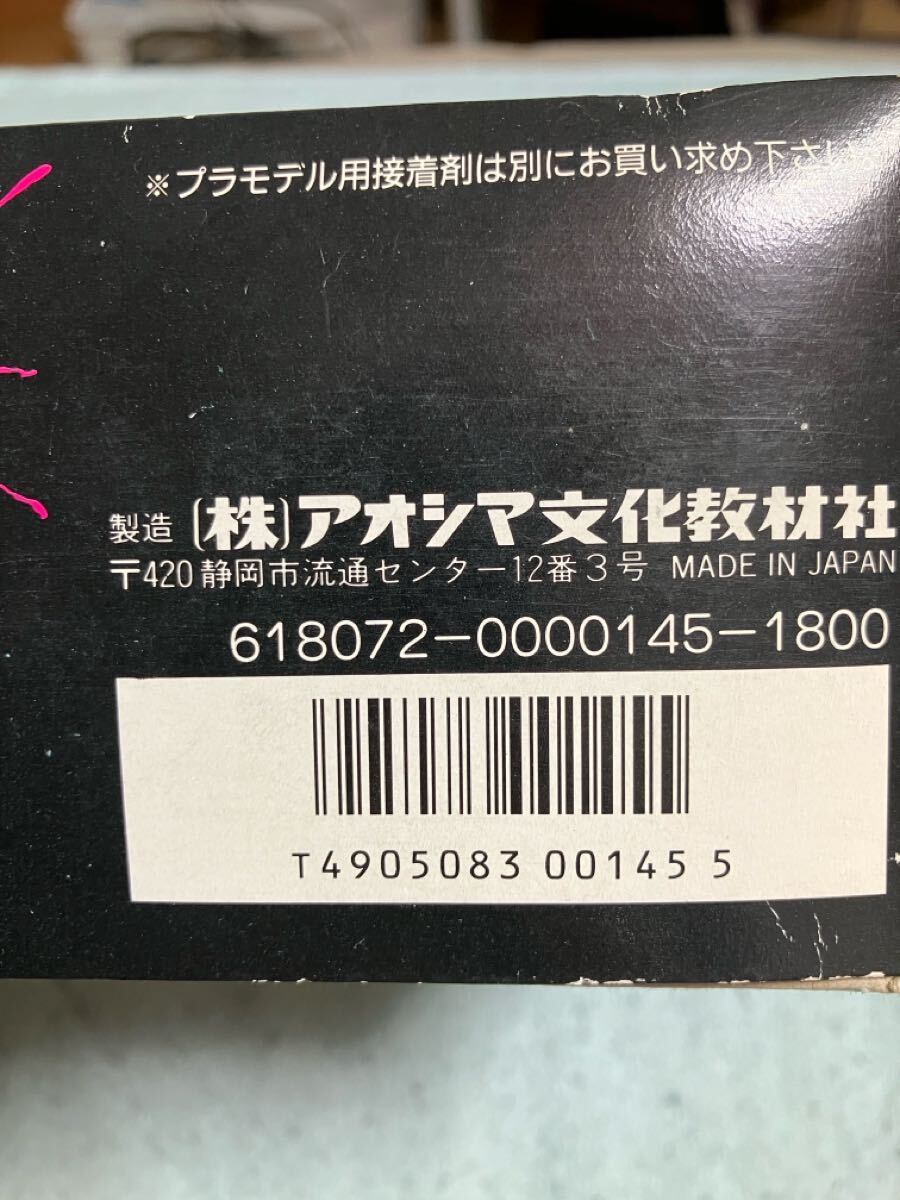 ※プラモデル用接着剤は別にお買い求め下さい。
製造 (株)アオシマ文化教材社
〒420 静岡市流通センター12番3号 MADE IN JAPAN
618072-0000145-1800
T4905083 00145 5